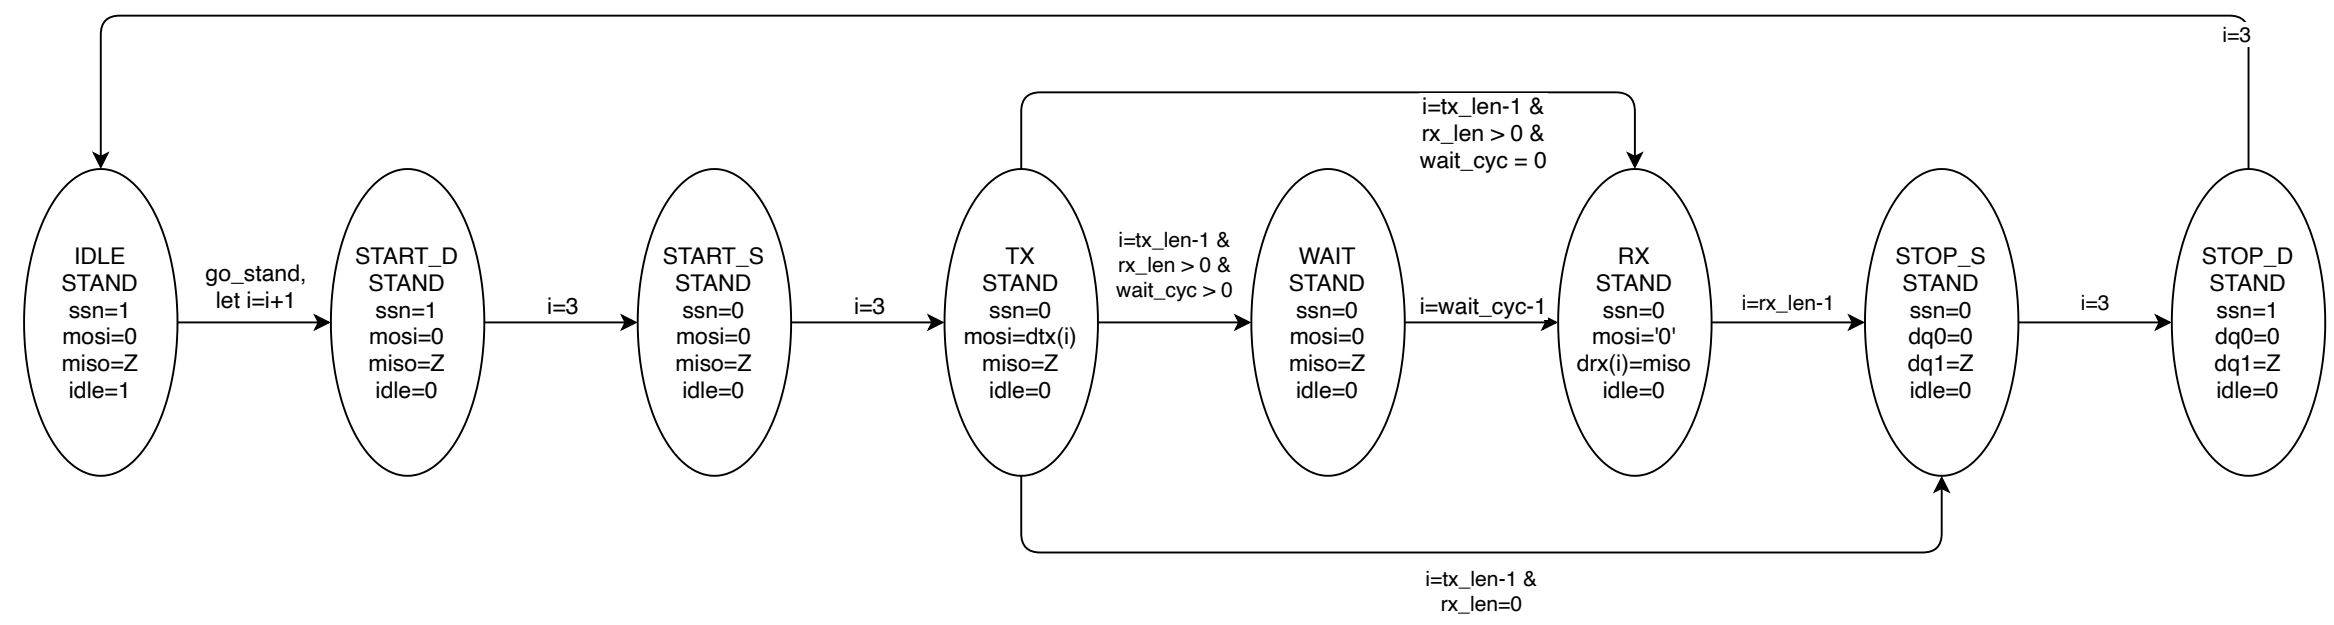 i=3
i=tx_len-1 &
rx_len > 0 &
wait_cyc = 0
IDLE
STAND
ssn=1
mosi=0
miso=Z
idle=1
go_stand,
let i=i+1
START_D
STAND
ssn=1
mosi=0
miso=Z
idle=0
i=3
START_S
STAND
ssn=0
mosi=0
miso=Z
idle=0
i=3
TX
STAND
ssn=0
mosi=dtx(i)
miso=Z
idle=0
i=tx_len-1 &
rx_len > 0 &
wait_cyc > 0
WAIT
STAND
ssn=0
mosi=0
miso=Z
idle=0
i=wait_cyc-1
RX
STAND
ssn=0
mosi='0'
drx(i)=miso
idle=0
i=rx_len-1
STOP_S
STAND
ssn=0
dq0=0
dq1=Z
idle=0
i=3
STOP_D
STAND
ssn=1
dq0=0
dq1=Z
idle=0
i=tx_len-1 &
rx_len=0